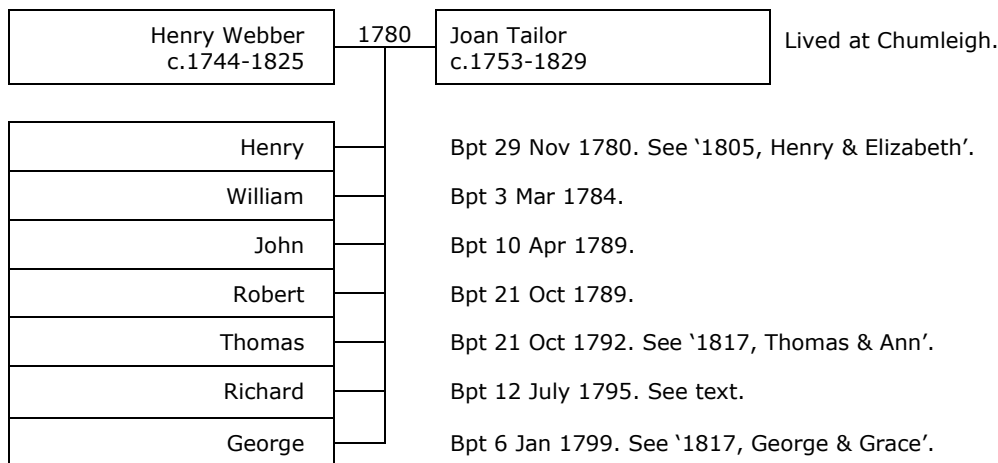 Henry Webber 1780 Joan Tailor Lived at Chumleigh.
c.1744-1825 c.1753-1829
Henry Bpt 29 Nov 1780. See ‘1805, Henry & Elizabeth’.
William Bpt 3 Mar 1784.
John Bpt 10 Apr 1789.
Robert Bpt 21 Oct 1789.
Thomas Bpt 21 Oct 1792. See ‘1817, Thomas & Ann’.
Richard Bpt 12 July 1795. See text.
George Bpt 6 Jan 1799. See ‘1817, George & Grace’.